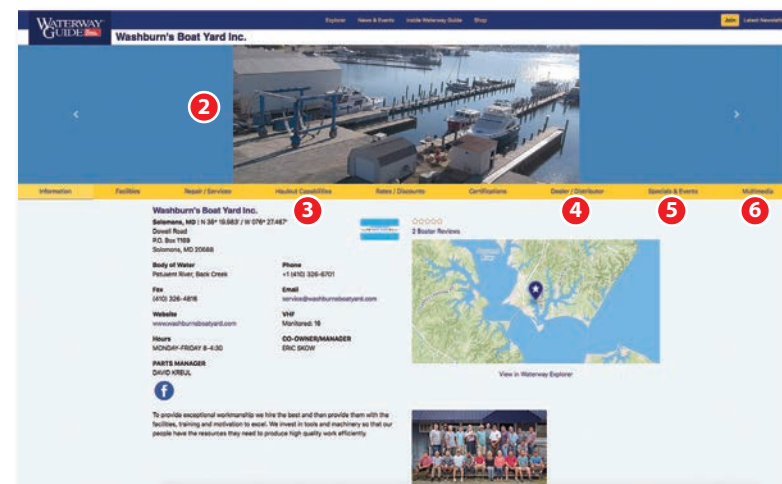 WATERWAY GUIDE
Explorer News & Events Inside Waterway Guide Shop
Join Latest Newslett
Washburn's Boat Yard Inc.
2
Information Facilities Repair / Services Haulout Capabilities Rates / Discounts Certifications Dealer / Distributor Specials & Events Multimedia
3 4 5 6
Washburn's Boat Yard Inc.
Solomons, MD | N 38° 19.983' / W 076° 27.467'
Dowell Road
P.O. Box 1169
Solomons, MD 20688
2 Boater Reviews
Body of Water
Patuxent River, Back Creek
Phone
+1 (410) 326-6701
Fax
(410) 326-4816
Email
service@washburnsboatyard.com
Website
www.washburnsboatyard.com
VHF
Monitored: 16
Hours
MONDAY-FRIDAY 8-4:30
CO-OWNER/MANAGER
ERIC SKOW
PARTS MANAGER
DAVID KREUL
f
View in Waterway Explorer
To provide exceptional workmanship we hire the best and then provide them with the
facilities, training and motivation to excel. We invest in tools and machinery so that our
people have the resources they need to produce high quality work efficiently.